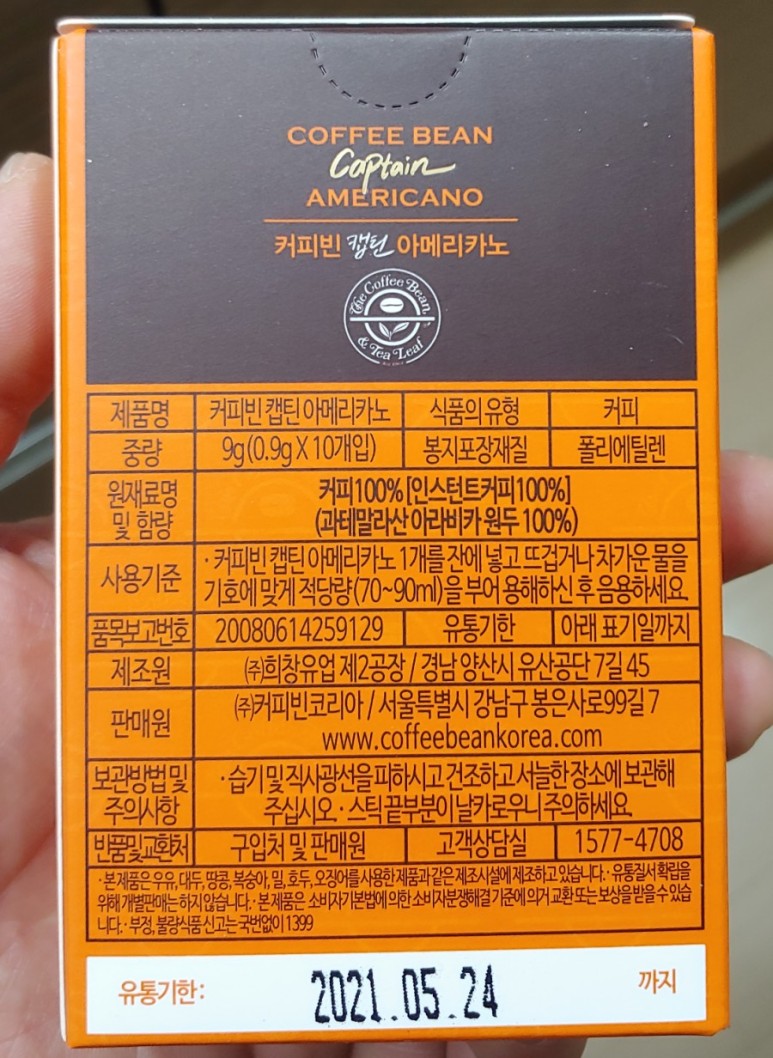 COFFEE BEAN
Captain
AMERICANO
커피빈 캡틴 아메리카노
The Coffee Bean
& Tea Leaf
제품명 커피빈 캡틴 아메리카노 식품의 유형 커피
중량 9g(0.9g X 10개입) 봉지포장재질 폴리에틸렌
원재료명 및 함량 커피100% [인스턴트커피100%]
(과테말라산 아라비카 원두 100%)
사용기준 · 커피빈 캡틴 아메리카노 1개를 잔에 넣고 뜨겁거나 차가운 물을
기호에 맞게 적당량(70~90ml)을 부어 용해하신 후 음용하세요.
품목보고번호 20080614259129 유통기한 아래 표기일까지
제조원 (주)희창유업 제2공장 / 경남 양산시 유산공단 7길 45
판매원 (주)커피빈코리아 / 서울특별시 강남구 봉은사로99길 7
www.coffeebeankorea.com
보관방법 및 주의사항 · 습기 및 직사광선을 피하시고 건조하고 서늘한 장소에 보관해
주십시오 · 스틱 끝부분이 날카로우니 주의하세요.
반품및교환처 구입처 및 판매원 고객상담실 1577-4708
· 본 제품은 우유, 대두, 땅콩, 복숭아, 밀, 호두, 오징어를 사용한 제품과 같은 제조시설에 제조하고 있습니다. · 유통질서 확립을
위해 개별판매는 하지 않습니다. · 본 제품은 소비자기본법에 의한 소비자분쟁해결 기준에 의거 교환 또는 보상을 받을 수 있습
니다. · 부정, 불량식품 신고는 국번없이 1399
유통기한: 2021.05.24 까지